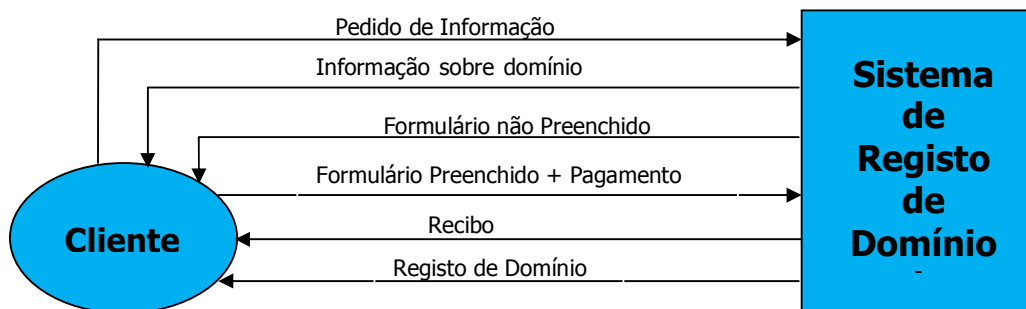 Pedido de Informação
Informação sobre domínio
Formulário não Preenchido
Formulário Preenchido + Pagamento
Recibo
Registo de Domínio
Cliente
Sistema
de
Registo
de
Domínio